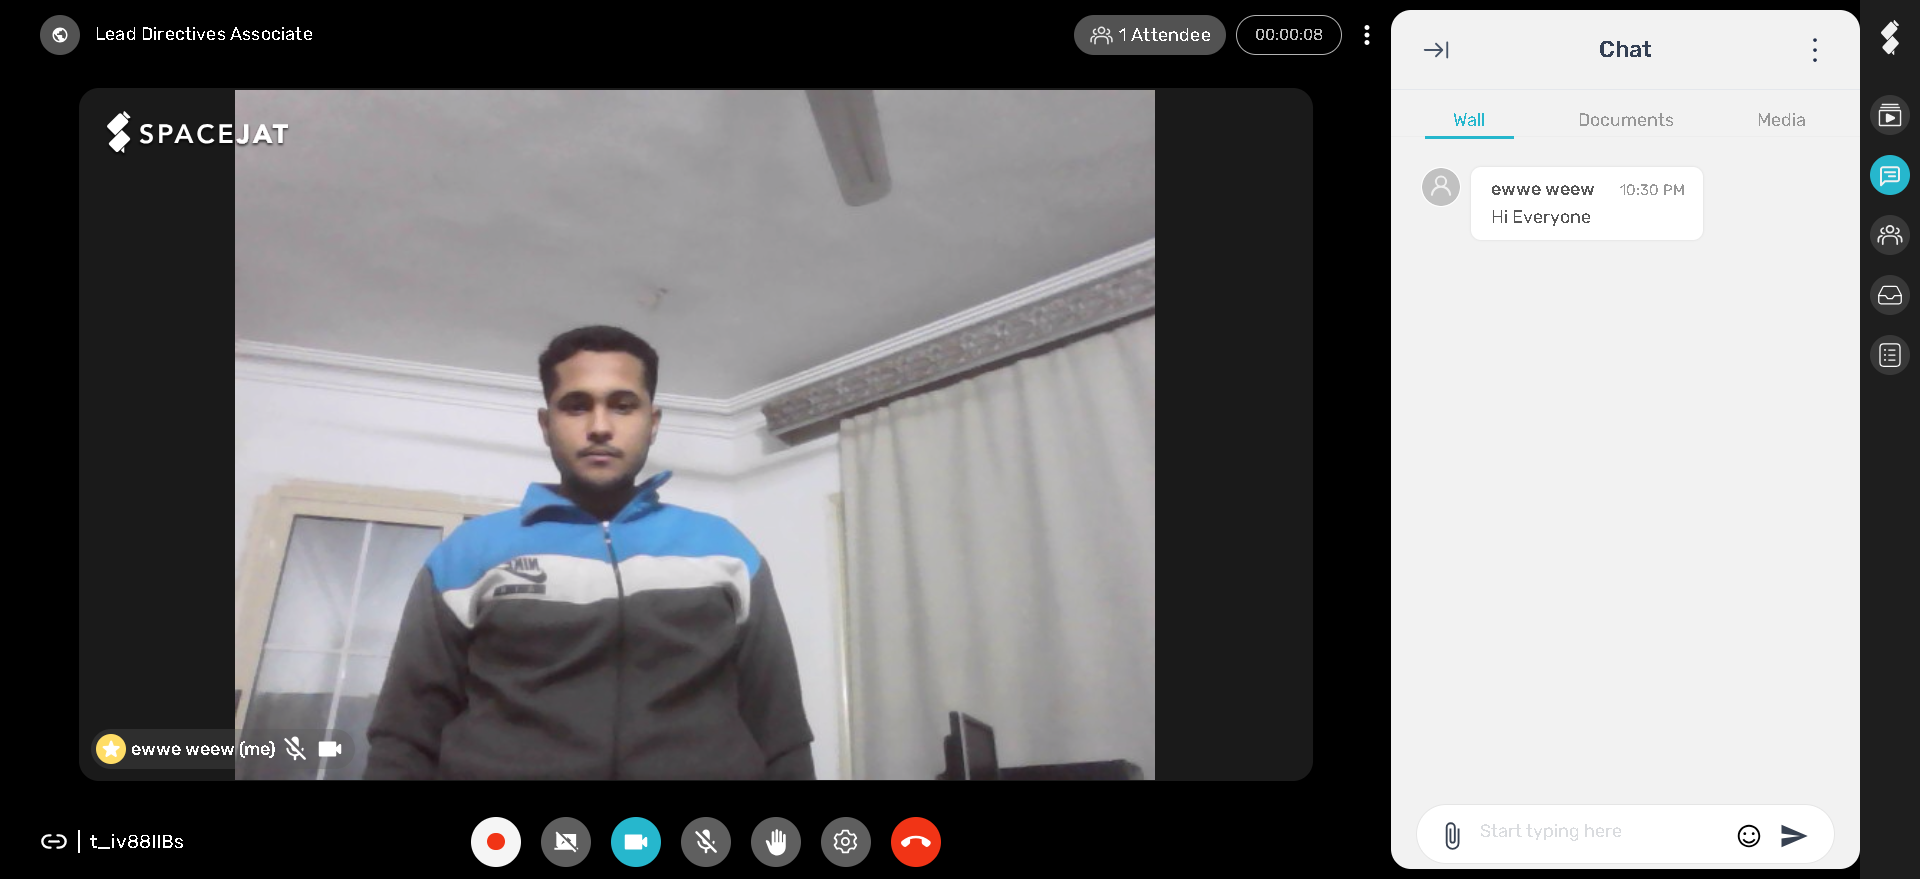 Lead Directives Associate
1 Attendee
00:00:08
SPACEJAT
ewwe weew (me)
t_iv88IIBs
Chat
Wall
Documents
Media
ewwe weew 10:30 PM
Hi Everyone
Start typing here